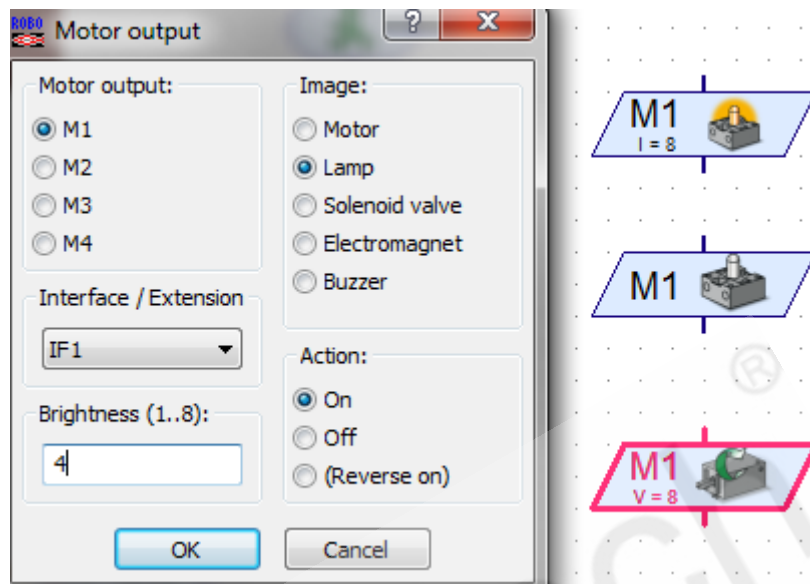 ROBO
Motor output
?
X
Motor output:
M1
M2
M3
M4
Interface / Extension
IF1
Brightness (1..8):
4
Image:
Motor
Lamp
Solenoid valve
Electromagnet
Buzzer
Action:
On
Off
(Reverse on)
OK
Cancel
M1
I = 8
M1
M1
V = 8
®